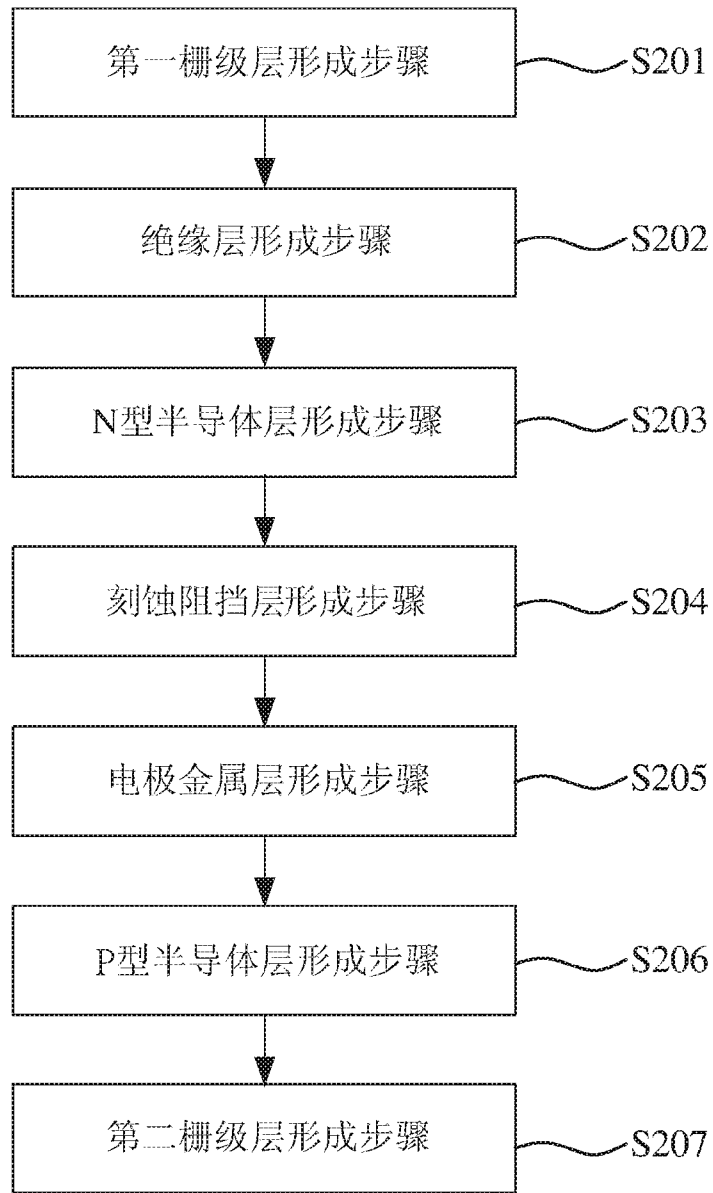 第一栅级层形成步骤 S201
绝缘层形成步骤 S202
N型半导体层形成步骤 S203
刻蚀阻挡层形成步骤 S204
电极金属层形成步骤 S205
P型半导体层形成步骤 S206
第二栅级层形成步骤 S207